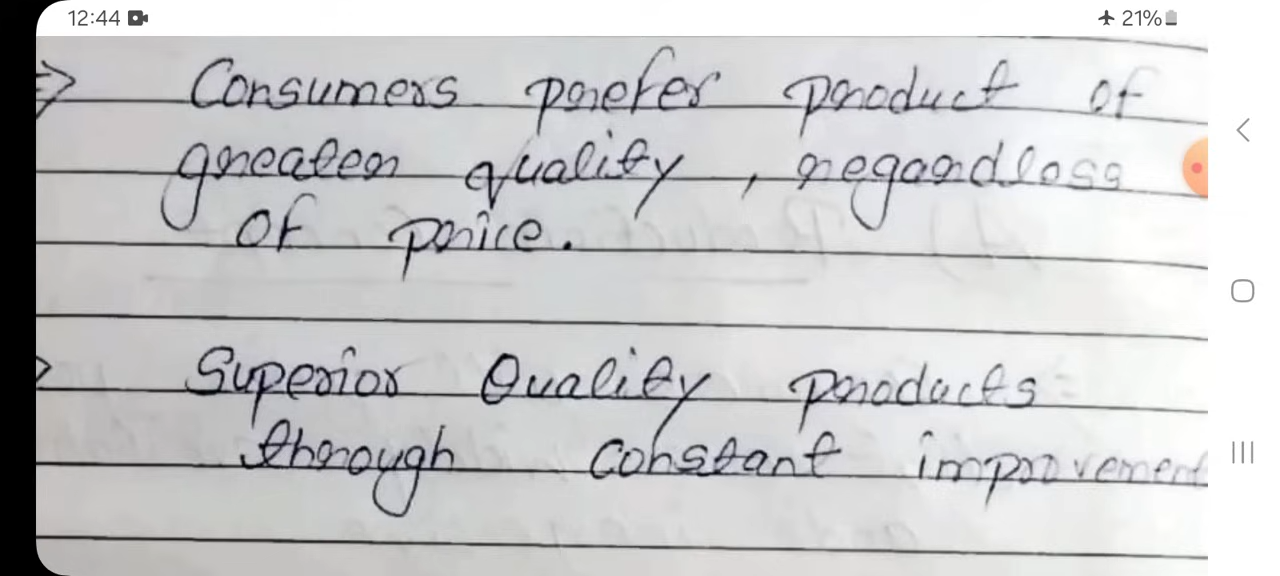 12:44
21%
⇒ Consumers prefer product of
greater quality, regardless
of price.
Superior Quality products
through constant improvement